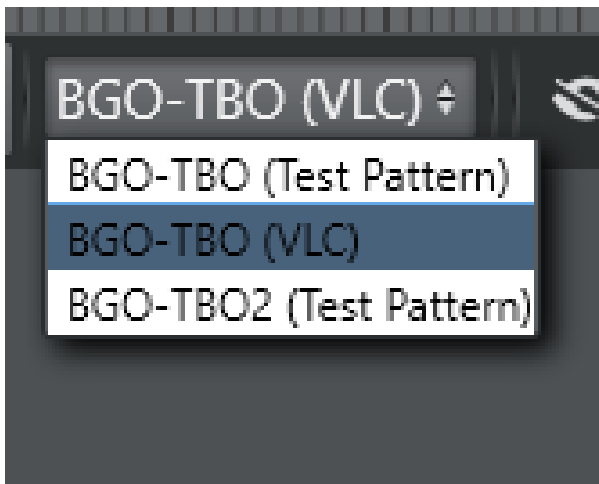 BGO-TBO (VLC)
BGO-TBO (Test Pattern)
BGO-TBO (VLC)
BGO-TBO2 (Test Pattern)